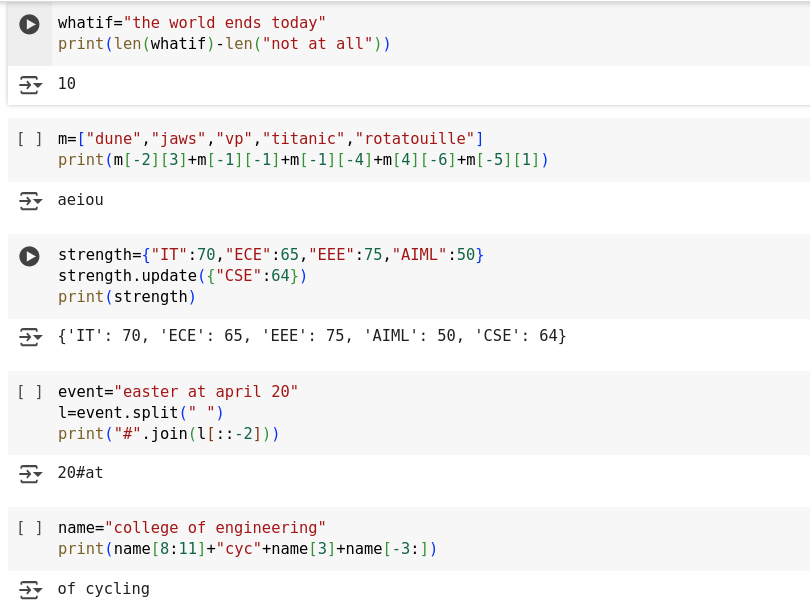 whatif="the world ends today"
print(len(whatif)-len("not at all"))
10
[ ] m=["dune","jaws","vp","titanic","rotatouille"]
print(m[-2][3]+m[-1][-1]+m[-1][-4]+m[4][-6]+m[-5][1])
aeiou
strength={"IT":70,"ECE":65,"EEE":75,"AIML":50}
strength.update({"CSE":64})
print(strength)
{'IT': 70, 'ECE': 65, 'EEE': 75, 'AIML': 50, 'CSE': 64}
[ ] event="easter at april 20"
l=event.split(" ")
print("#".join(l[::-2]))
20#at
[ ] name="college of engineering"
print(name[8:11]+"cyc"+name[3]+name[-3:])
of cycling